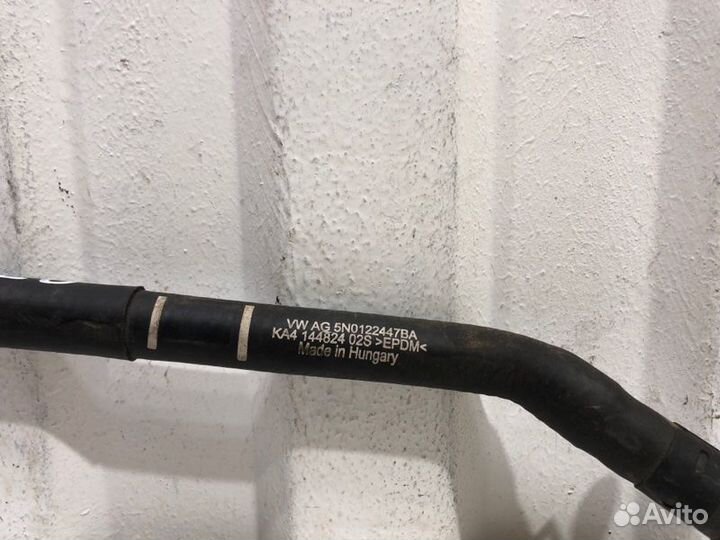 VW AG 5N0122447BA
KA4 144824 02S >EPDM<
Made in Hungary
Avito